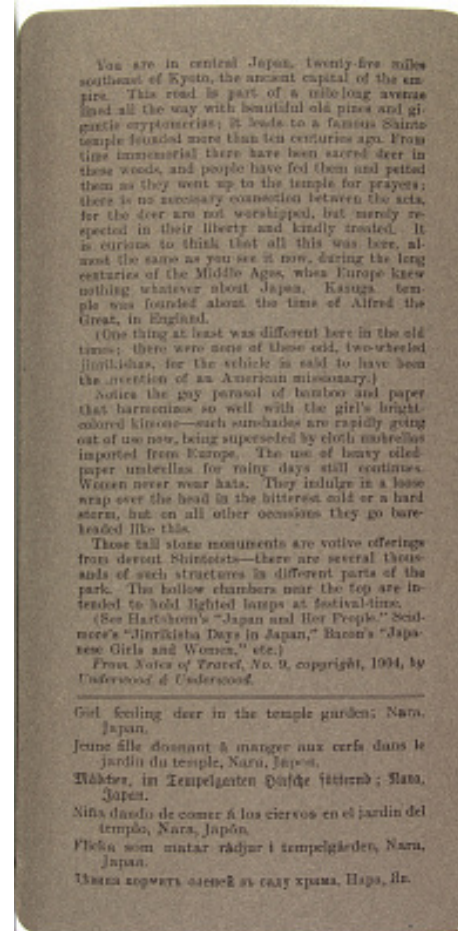 You are in central Japan, twenty-five miles
southeast of Kyoto, the ancient capital of the em-
pire. This road is part of a mile-long avenue
lined all the way with beautiful old pines and gi-
gantic cryptomerias; it leads to a famous Shinto
temple founded more than ten centuries ago. From
time immemorial there have been sacred deer in
these woods, and people have fed them and petted
them as they went up to the temple for prayers;
there is no necessary connection between the acts,
for the deer are not worshipped, but merely re-
spected in their liberty and kindly treated. It
is curious to think that all this was here, al-
most the same as you see it now, during the long
centuries of the Middle Ages, when Europe knew
nothing whatever about Japan. Kasuga tem-
ple was founded about the time of Alfred the
Great, in England.
(One thing at least was different here in the old
times; there were none of these odd, two-wheeled
jinrikishas, for the vehicle is said to have been
the invention of an American missionary.)
Notice the gay parasol of bamboo and paper
that harmonizes so well with the girl's bright-
colored kimono—such sunshades are rapidly going
out of use now, being superseded by cloth umbrellas
imported from Europe. The use of heavy oiled-
paper umbrellas for rainy days still continues.
Women never wear hats. They indulge in a loose
wrap over the head in the bitterest cold or a hard
storm, but on all other occasions they go bare-
headed like this.
Those tall stone monuments are votive offerings
from devout Shintoists—there are several thous-
ands of such structures in different parts of the
park. The hollow chambers near the top are in-
tended to hold lighted lamps at festival-time.
(See Hartshorn's "Japan and Her People." Scid-
more's "Jinrikisha Days in Japan," Bacon's "Japa-
nese Girls and Women," etc.)
From Notes of Travel, No. 9, copyright, 1904, by
Underwood & Underwood.
Girl feeding deer in the temple garden; Nara,
Japan.
Jeune fille donnant à manger aux cerfs dans le
jardin du temple, Nara, Japon.
Mädchen, im Tempelgarten Hirsche fütternd; Nara,
Japan.
Niña dando de comer á los ciervos en el jardin del
templo, Nara, Japón.
Flicka som matar rådjur i tempelgården, Nara,
Japan.
Дѣвица кормитъ оленей въ саду храма, Нара, Яп.